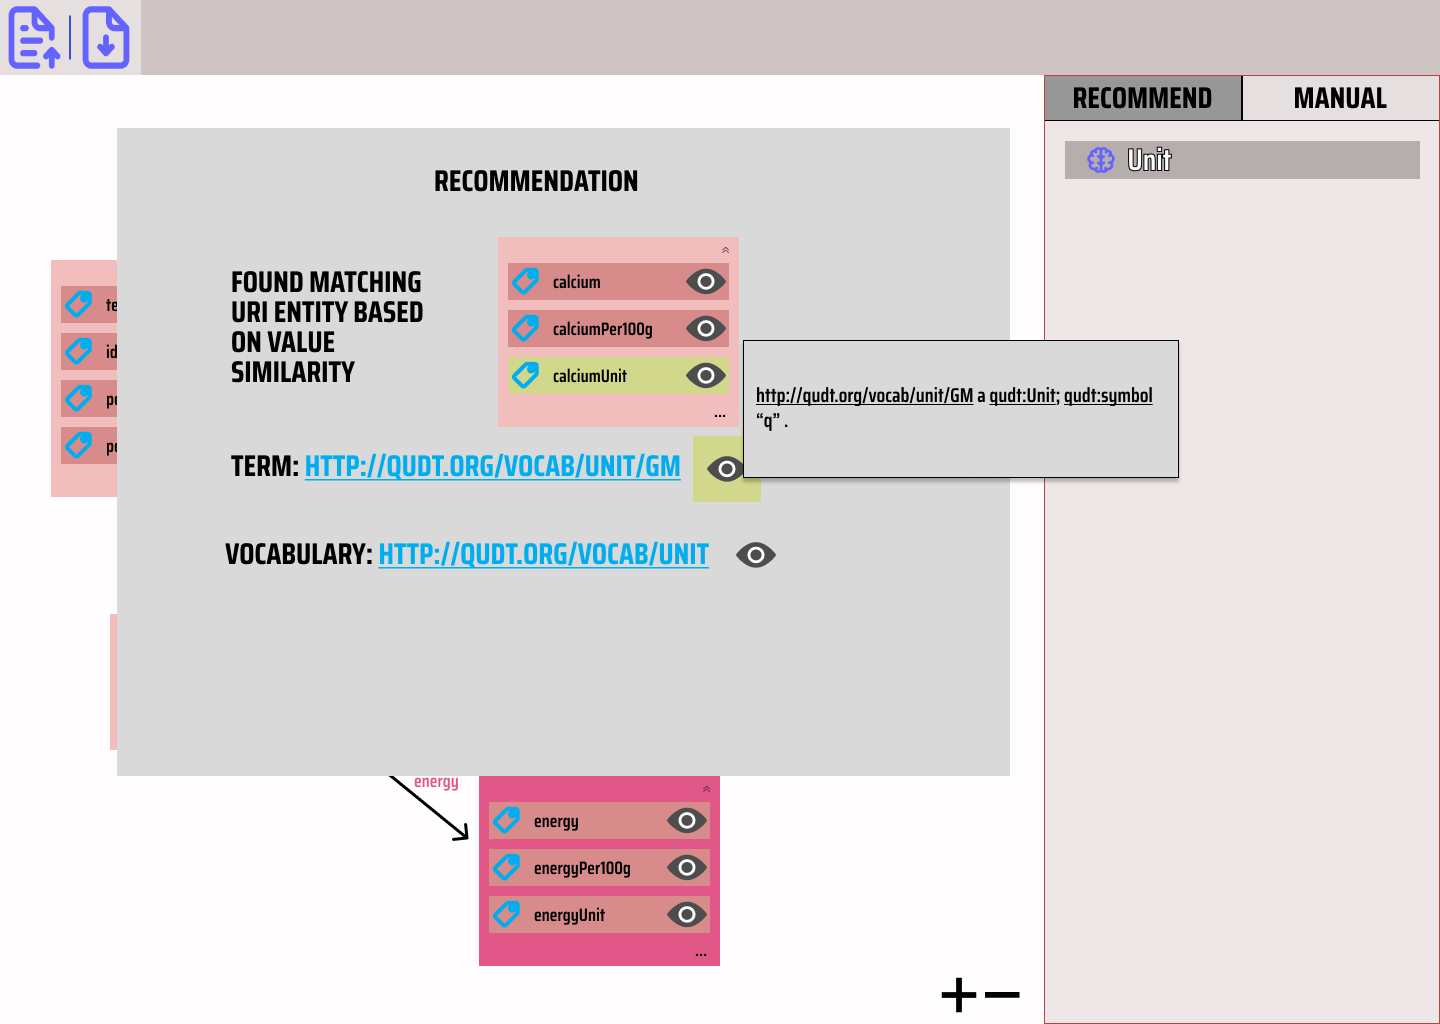 RECOMMEND
MANUAL
Unit
RECOMMENDATION
FOUND MATCHING
URI ENTITY BASED
ON VALUE
SIMILARITY
calcium
calciumPer100g
calciumUnit
...
http://qudt.org/vocab/unit/GM a qudt:Unit; qudt:symbol
“g” .
TERM: HTTP://QUDT.ORG/VOCAB/UNIT/GM
VOCABULARY: HTTP://QUDT.ORG/VOCAB/UNIT
te
id
pe
pe
energy
energy
energyPer100g
energyUnit
...